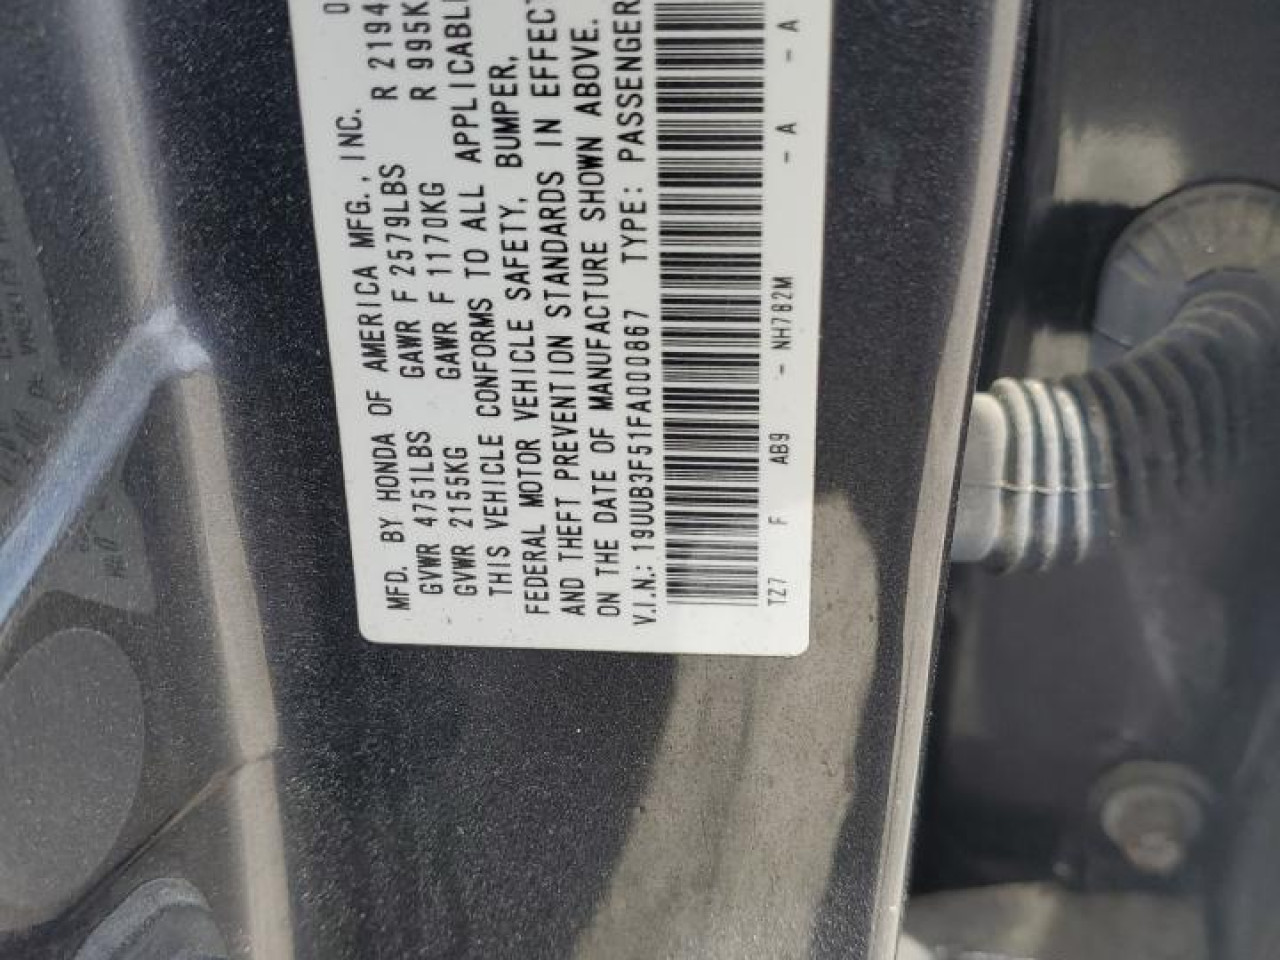 MFD. BY HONDA OF AMERICA MFG., INC. 0
GVWR 4751LBS GAWR F 2579LBS R 2194
GVWR 2155KG GAWR F 1170KG R 995K
THIS VEHICLE CONFORMS TO ALL APPLICABL
FEDERAL MOTOR VEHICLE SAFETY, BUMPER,
AND THEFT PREVENTION STANDARDS IN EFFECT
ON THE DATE OF MANUFACTURE SHOWN ABOVE.
V.I.N.: 19UUB3F51FA000867 TYPE: PASSENGER
TZ7 F AB9 - NH782M - A - A